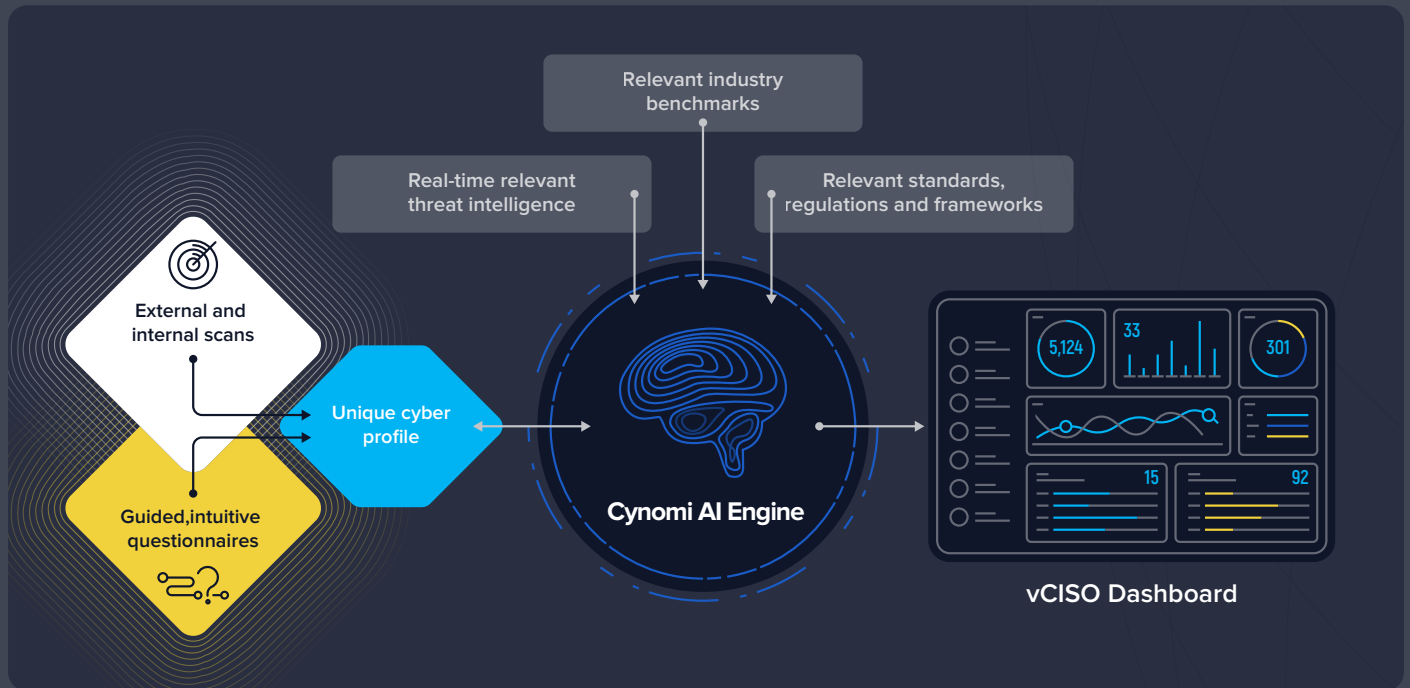 Relevant industry
benchmarks
Real-time relevant
threat intelligence
Relevant standards,
regulations and frameworks
External and
internal scans
Unique cyber
profile
Guided,intuitive
questionnaires
Cynomi AI Engine
5,124
33
301
15
92
vCISO Dashboard